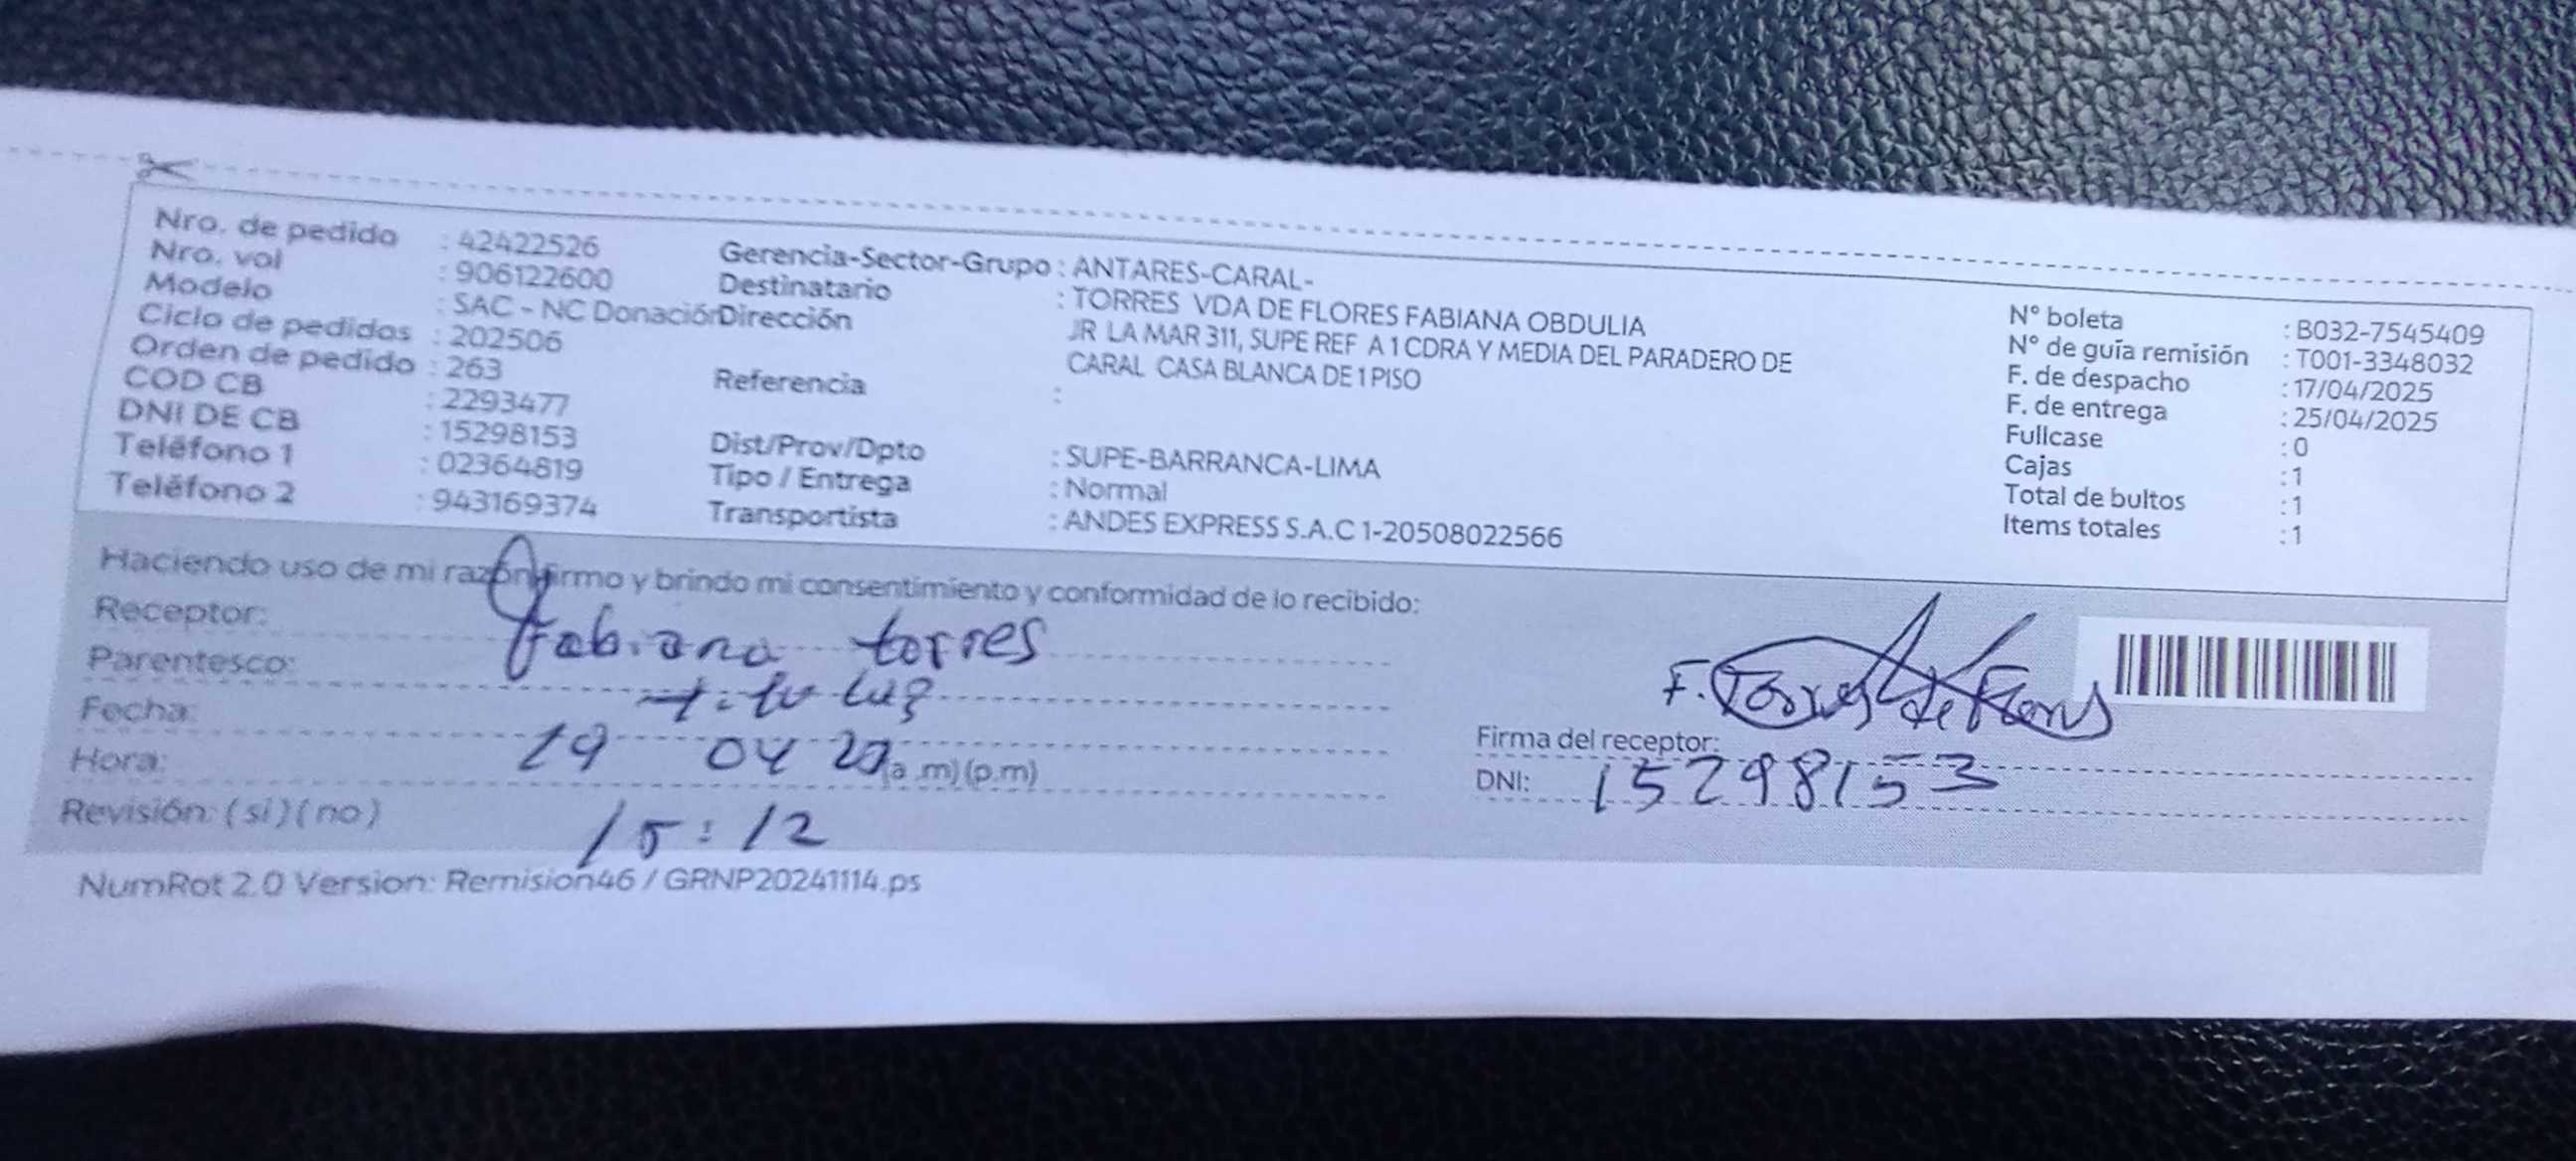 Nro. de pedido : 42422526
Nro. vol : 906122600
Modelo : SAC - NC Donación
Ciclo de pedidos : 202506
Orden de pedido : 263
COD CB : 2293477
DNI DE CB : 15298153
Teléfono 1 : 02364819
Teléfono 2 : 943169374
Gerencia-Sector-Grupo : ANTARES-CARAL-
Destinatario : TORRES VDA DE FLORES FABIANA OBDULIA
Dirección JR LA MAR 311, SUPE REF A 1 CDRA Y MEDIA DEL PARADERO DE
CARAL CASA BLANCA DE 1 PISO
Referencia :
Dist/Prov/Dpto : SUPE-BARRANCA-LIMA
Tipo / Entrega : Normal
Transportista : ANDES EXPRESS S.A.C 1-20508022566
N° boleta : B032-7545409
N° de guía remisión : T001-3348032
F. de despacho : 17/04/2025
F. de entrega : 25/04/2025
Fullcase : 0
Cajas : 1
Total de bultos : 1
Items totales : 1
Haciendo uso de mi razón firmo y brindo mi consentimiento y conformidad de lo recibido:
Receptor: Fabiana torres
Parentesco:
Fecha: 19 04
Hora: (a.m)(p.m)
Revisión: (si)(no) 15:12
F. Torres de Flores
Firma del receptor:
DNI: 15298153
NumRot 2.0 Version: Remision46 / GRNP20241114.ps